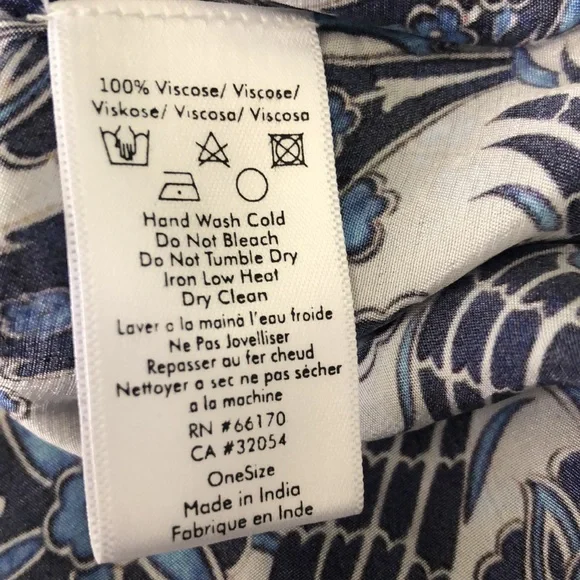 100% Viscose/ Viscose/
Viskose/ Viscosa/ Viscosa
Hand Wash Cold
Do Not Bleach
Do Not Tumble Dry
Iron Low Heat
Dry Clean
Laver a la mainà l'eau froide
Ne Pas Jovelliser
Repasser au fer cheud
Nettoyer a sec ne pas sécher
a la machine
RN #66170
CA #32054
OneSize
Made in India
Fabrique en Inde